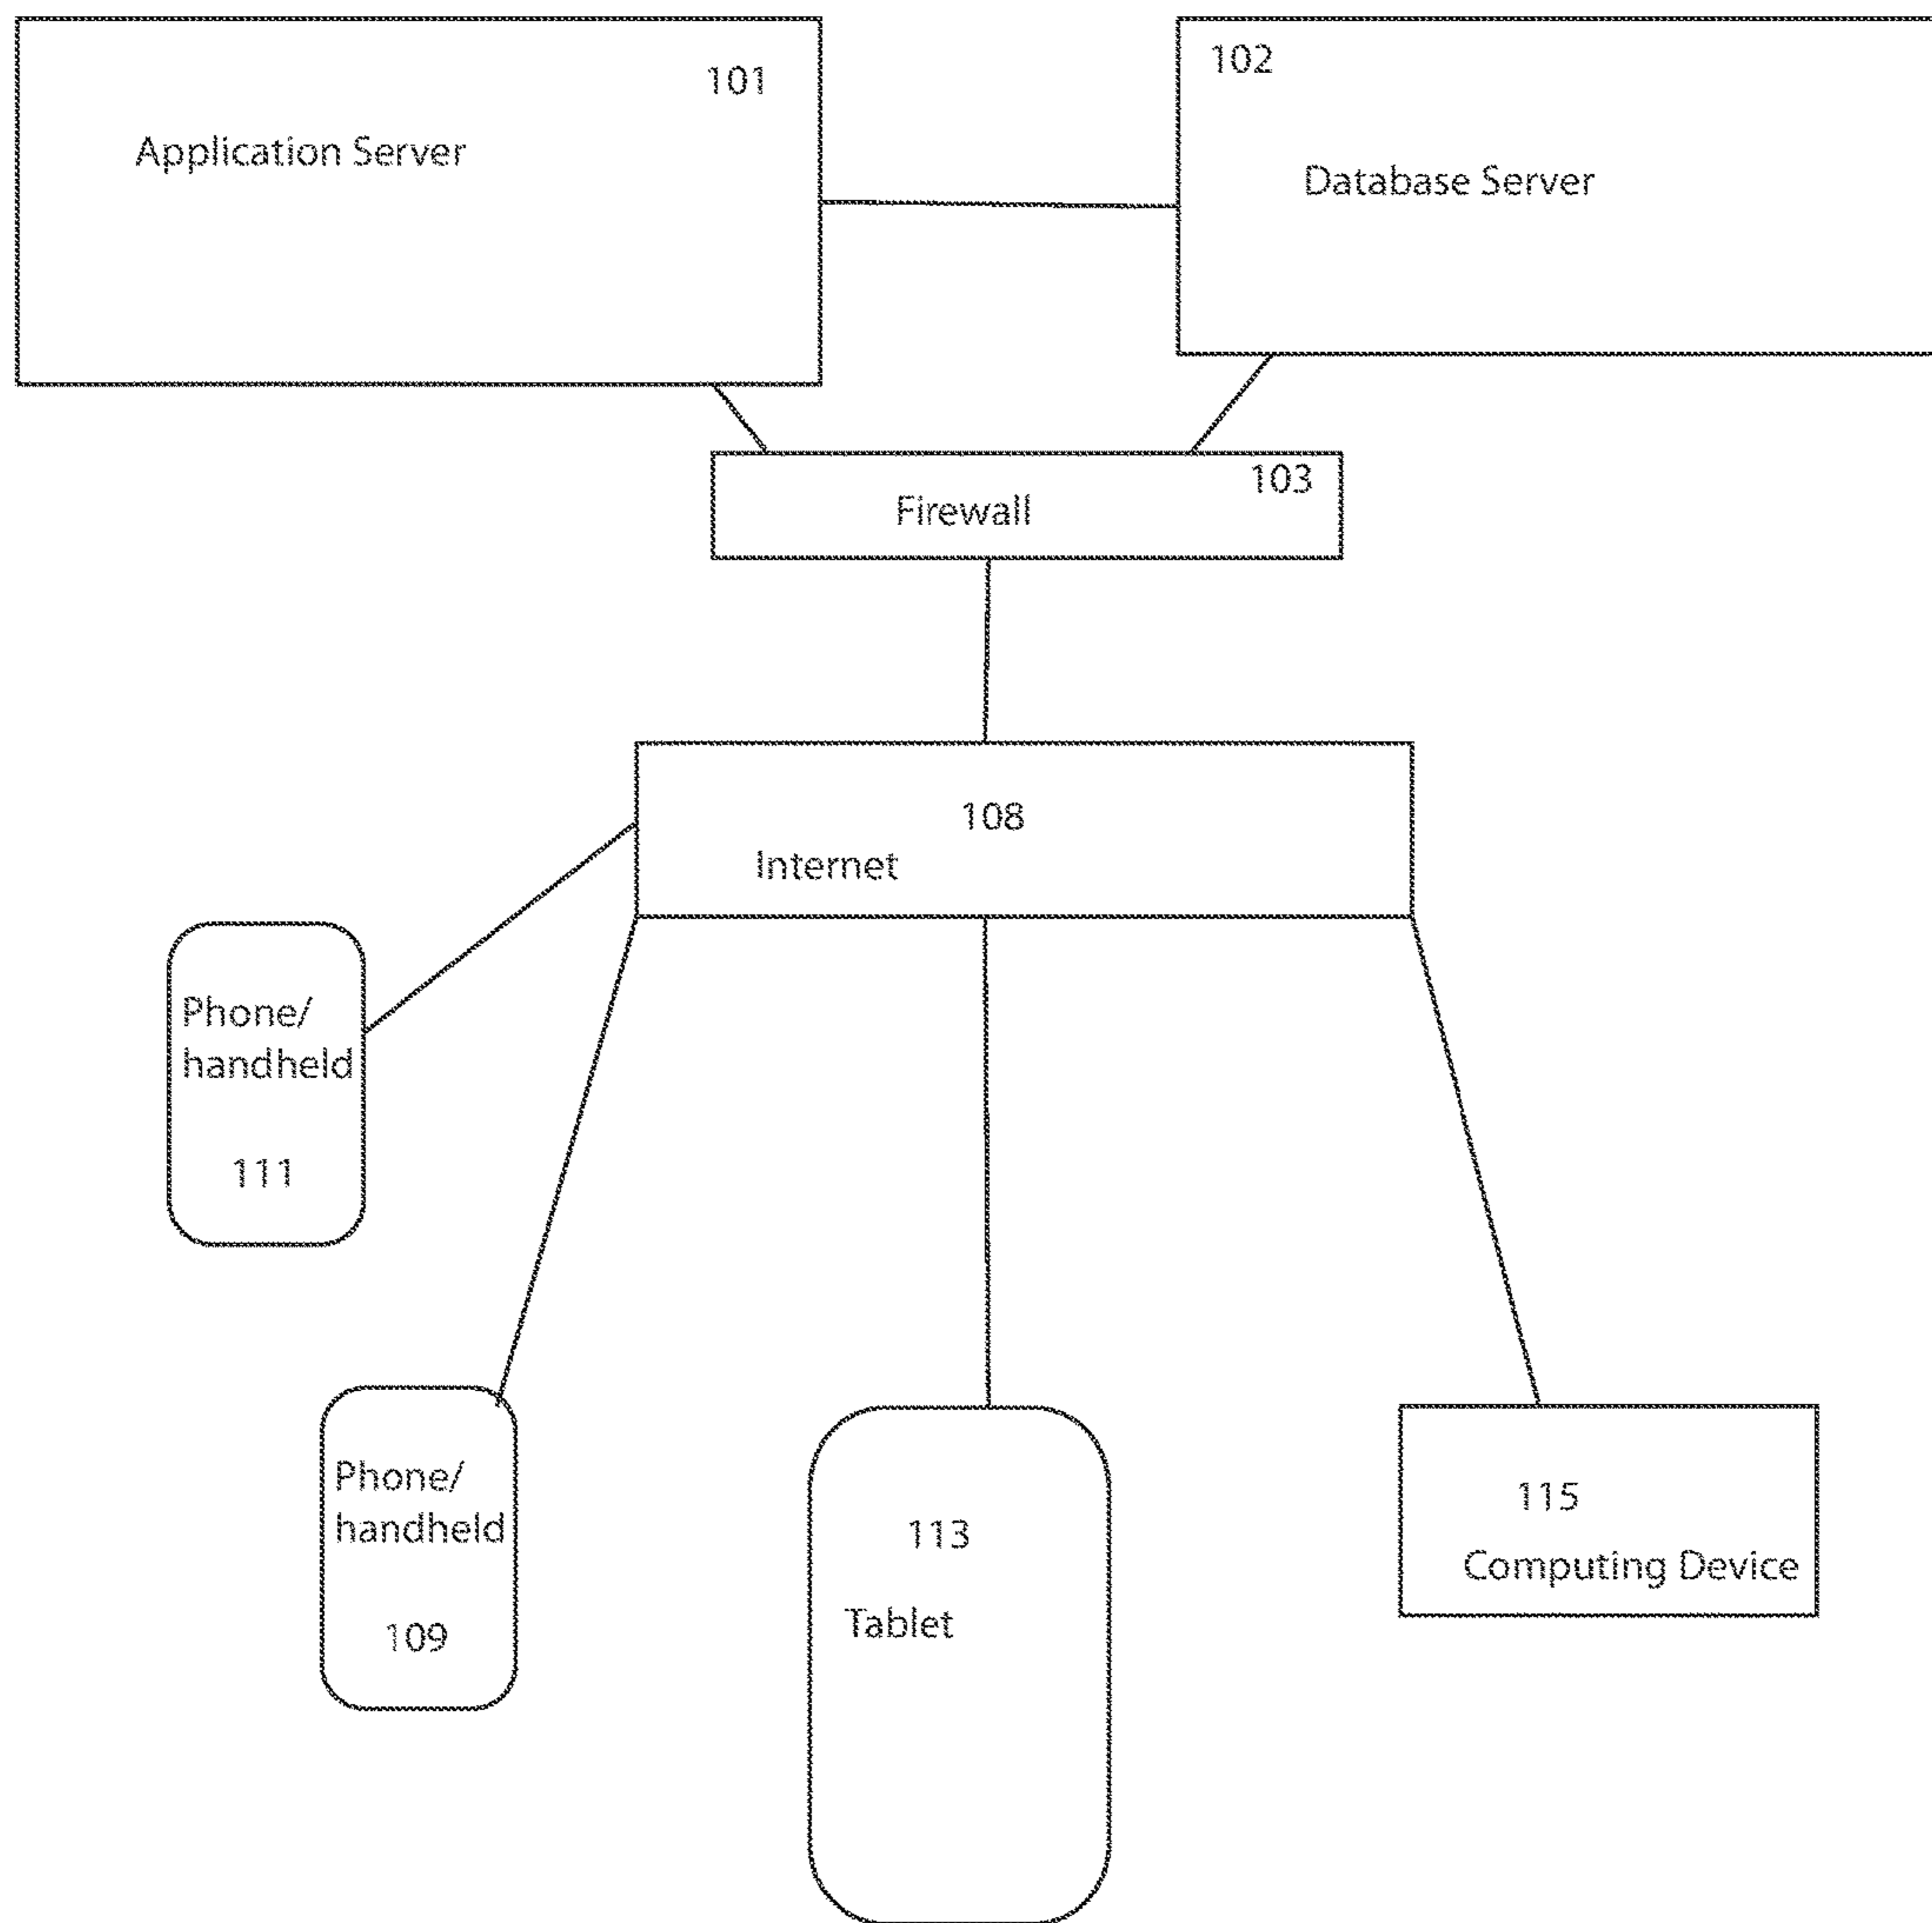 101
Application Server
102
Database Server
103
Firewall
108
Internet
Phone/
handheld
111
Phone/
handheld
109
113
Tablet
115
Computing Device